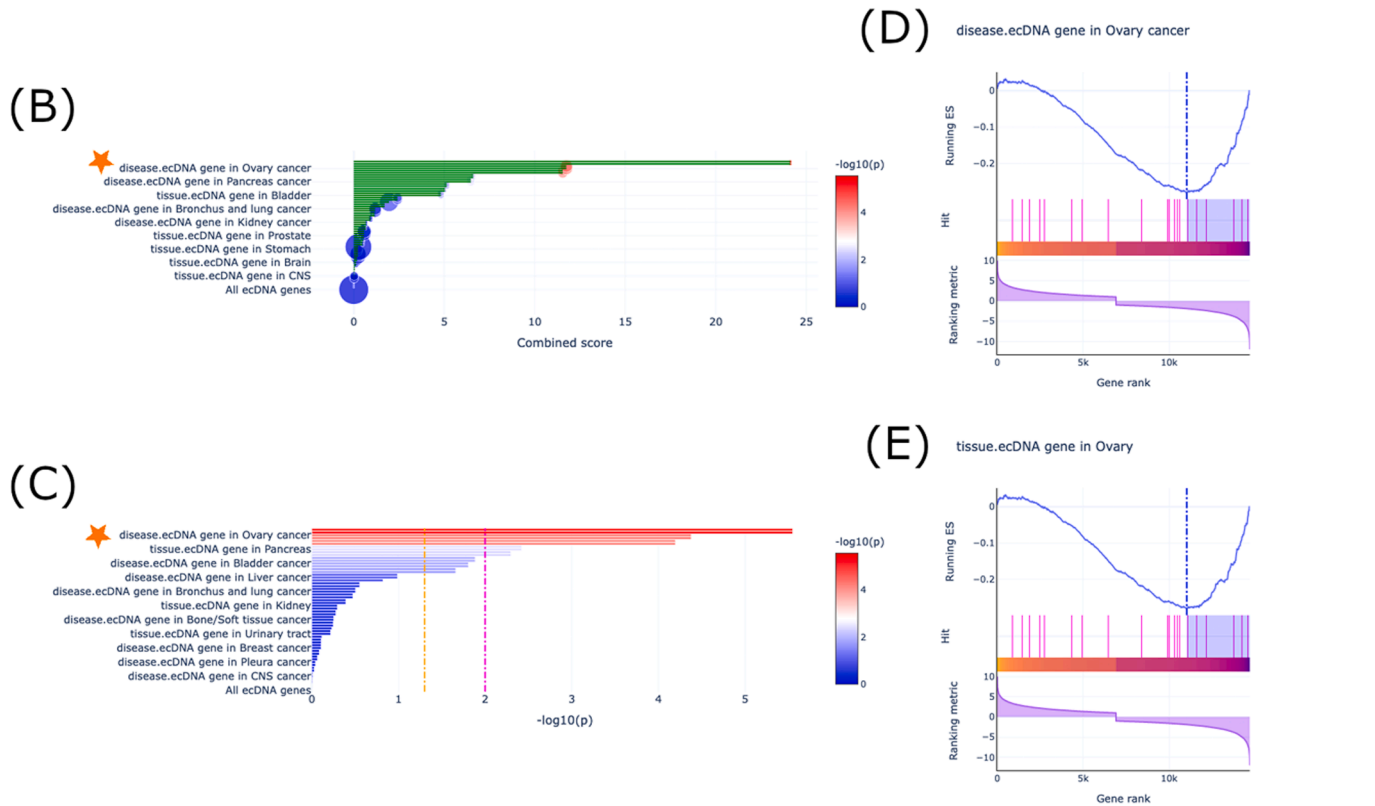 (B)
disease.ecDNA gene in Ovary cancer
disease.ecDNA gene in Pancreas cancer
tissue.ecDNA gene in Bladder
disease.ecDNA gene in Bronchus and lung cancer
disease.ecDNA gene in Kidney cancer
tissue.ecDNA gene in Prostate
tissue.ecDNA gene in Stomach
tissue.ecDNA gene in Brain
tissue.ecDNA gene in CNS
All ecDNA genes
0 5 10 15 20 25
Combined score
-log10(p)
4
2
0
(D) disease.ecDNA gene in Ovary cancer
Running ES
0
−0.1
−0.2
Hit
Ranking metric
10
5
0
−5
−10
0 5k 10k
Gene rank
(C)
disease.ecDNA gene in Ovary cancer
tissue.ecDNA gene in Pancreas
disease.ecDNA gene in Bladder cancer
disease.ecDNA gene in Liver cancer
disease.ecDNA gene in Bronchus and lung cancer
tissue.ecDNA gene in Kidney
disease.ecDNA gene in Bone/Soft tissue cancer
tissue.ecDNA gene in Urinary tract
disease.ecDNA gene in Breast cancer
disease.ecDNA gene in Pleura cancer
disease.ecDNA gene in CNS cancer
All ecDNA genes
0 1 2 3 4 5
-log10(p)
-log10(p)
4
2
0
(E) tissue.ecDNA gene in Ovary
Running ES
0
−0.1
−0.2
Hit
Ranking metric
10
5
0
−5
−10
0 5k 10k
Gene rank